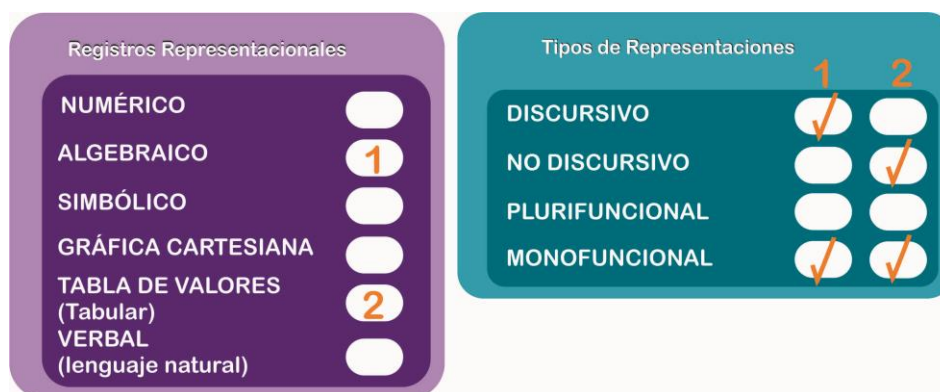 Registros Representacionales
NUMÉRICO
ALGEBRAICO 1
SIMBÓLICO
GRÁFICA CARTESIANA
TABLA DE VALORES
(Tabular) 2
VERBAL
(lenguaje natural)
Tipos de Representaciones
1 2
DISCURSIVO
NO DISCURSIVO
PLURIFUNCIONAL
MONOFUNCIONAL